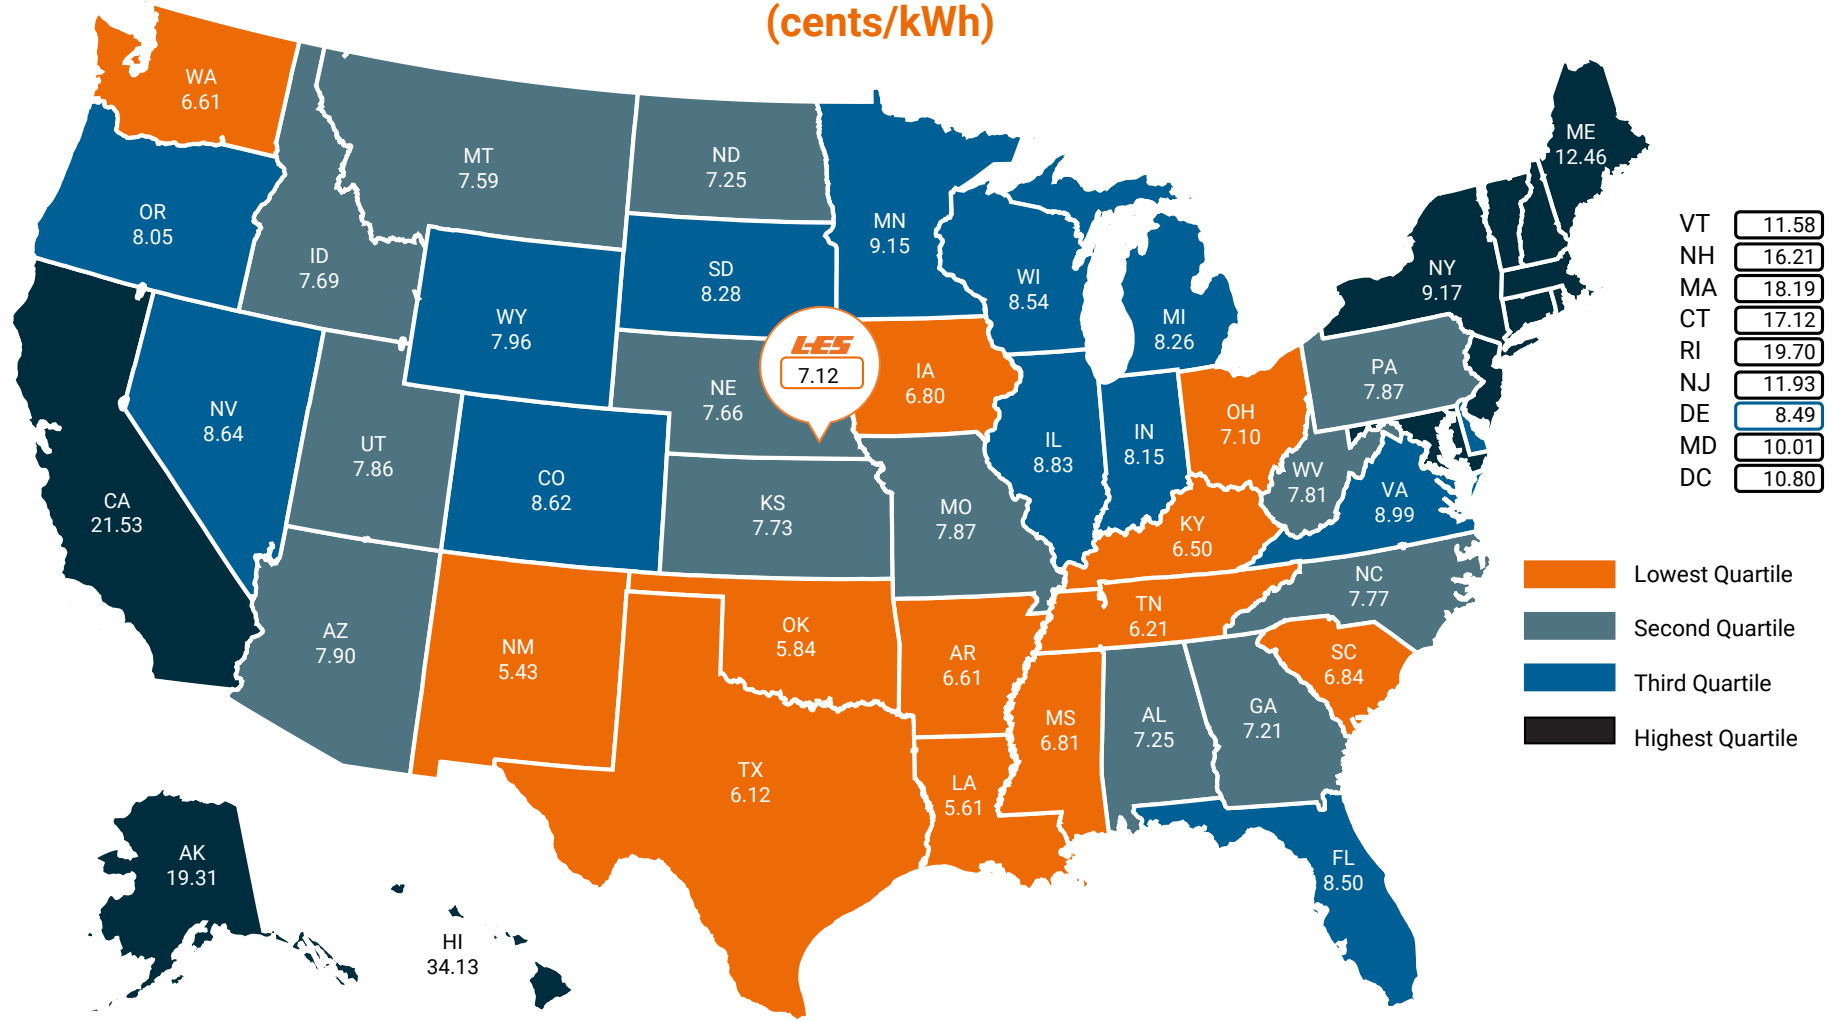 (cents/kWh)
WA
6.61
OR
8.05
CA
21.53
NV
8.64
ID
7.69
MT
7.59
WY
7.96
UT
7.86
AZ
7.90
CO
8.62
NM
5.43
ND
7.25
SD
8.28
NE
7.66
LES
7.12
KS
7.73
OK
5.84
TX
6.12
MN
9.15
IA
6.80
MO
7.87
AR
6.61
LA
5.61
WI
8.54
IL
8.83
MI
8.26
IN
8.15
OH
7.10
KY
6.50
TN
6.21
MS
6.81
AL
7.25
GA
7.21
FL
8.50
SC
6.84
NC
7.77
VA
8.99
WV
7.81
PA
7.87
NY
9.17
ME
12.46
AK
19.31
HI
34.13
VT 11.58
NH 16.21
MA 18.19
CT 17.12
RI 19.70
NJ 11.93
DE 8.49
MD 10.01
DC 10.80
Lowest Quartile
Second Quartile
Third Quartile
Highest Quartile